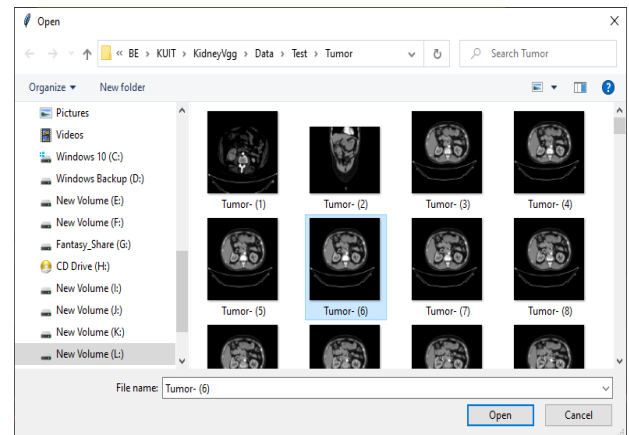 Open
« BE › KUIT › KidneyVgg › Data › Test › Tumor
Search Tumor
Organize
New folder
Pictures
Videos
Windows 10 (C:)
Windows Backup (D:)
New Volume (E:)
New Volume (F:)
Fantasy_Share (G:)
CD Drive (H:)
New Volume (I:)
New Volume (J:)
New Volume (K:)
New Volume (L:)
Tumor- (1)
Tumor- (2)
Tumor- (3)
Tumor- (4)
Tumor- (5)
Tumor- (6)
Tumor- (7)
Tumor- (8)
File name: Tumor- (6)
Open
Cancel